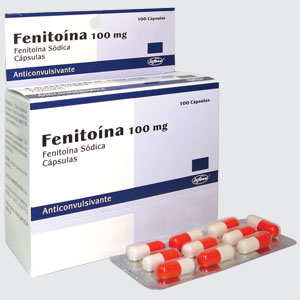 100 Cápsulas
Fenitoína 100 mg
Fenitoína Sódica
Cápsulas
Anticonvulsivante
100 Cápsulas
Fenitoína 100 mg
Fenitoína Sódica
Cápsulas
Anticonvulsivante